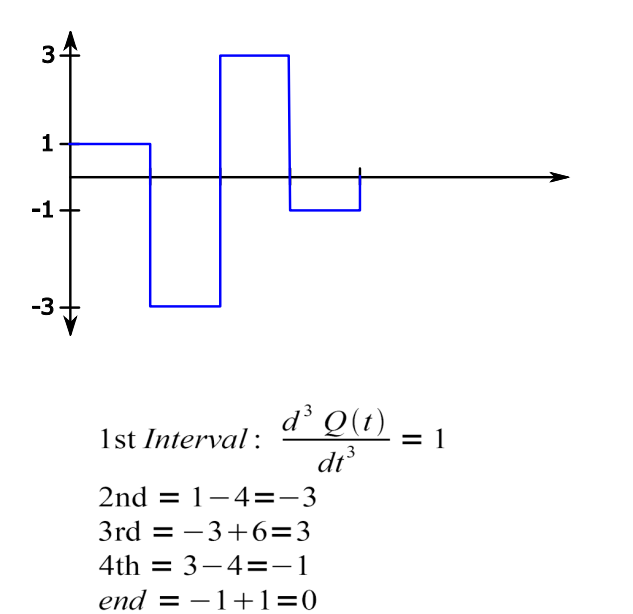 3
1
-1
-3
1st Interval : d³ Q(t) / dt³ = 1
2nd = 1−4=−3
3rd = −3+6=3
4th = 3−4=−1
end = −1+1=0